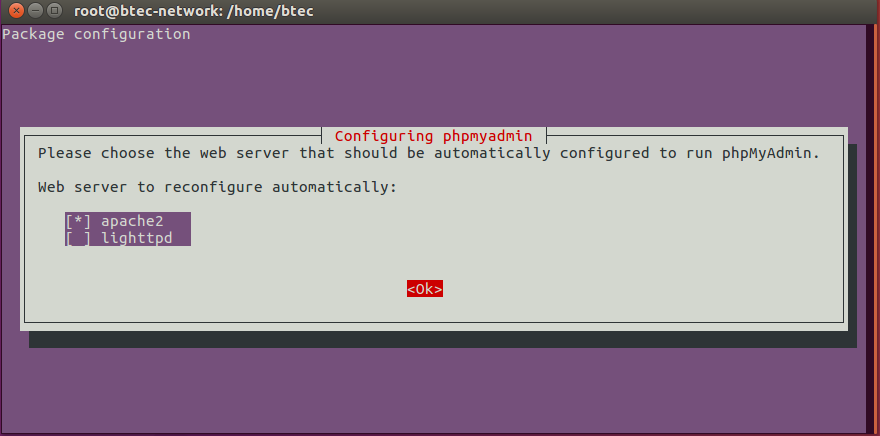 root@btec-network: /home/btec
Package configuration
Configuring phpmyadmin
Please choose the web server that should be automatically configured to run phpMyAdmin.
Web server to reconfigure automatically:
[*] apache2
[ ] lighttpd
<Ok>